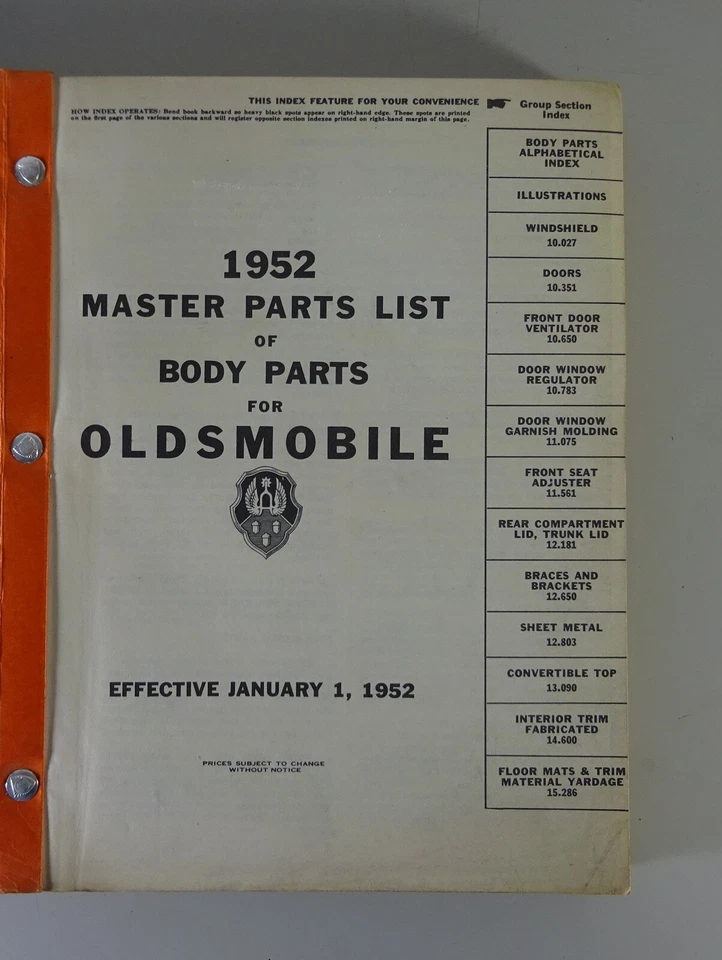 THIS INDEX FEATURE FOR YOUR CONVENIENCE
HOW INDEX OPERATES: Bend book backward so heavy black spots appear on right-hand edge. These spots are printed
on the first page of the various sections and will register opposite section indexes printed on right-hand margin of this page.
1952
MASTER PARTS LIST
OF
BODY PARTS
FOR
OLDSMOBILE
EFFECTIVE JANUARY 1, 1952
PRICES SUBJECT TO CHANGE
WITHOUT NOTICE
Group Section
Index
BODY PARTS
ALPHABETICAL
INDEX
ILLUSTRATIONS
WINDSHIELD
10.027
DOORS
10.351
FRONT DOOR
VENTILATOR
10.650
DOOR WINDOW
REGULATOR
10.783
DOOR WINDOW
GARNISH MOLDING
11.075
FRONT SEAT
ADJUSTER
11.561
REAR COMPARTMENT
LID, TRUNK LID
12.181
BRACES AND
BRACKETS
12.650
SHEET METAL
12.803
CONVERTIBLE TOP
13.090
INTERIOR TRIM
FABRICATED
14.600
FLOOR MATS & TRIM
MATERIAL YARDAGE
15.286